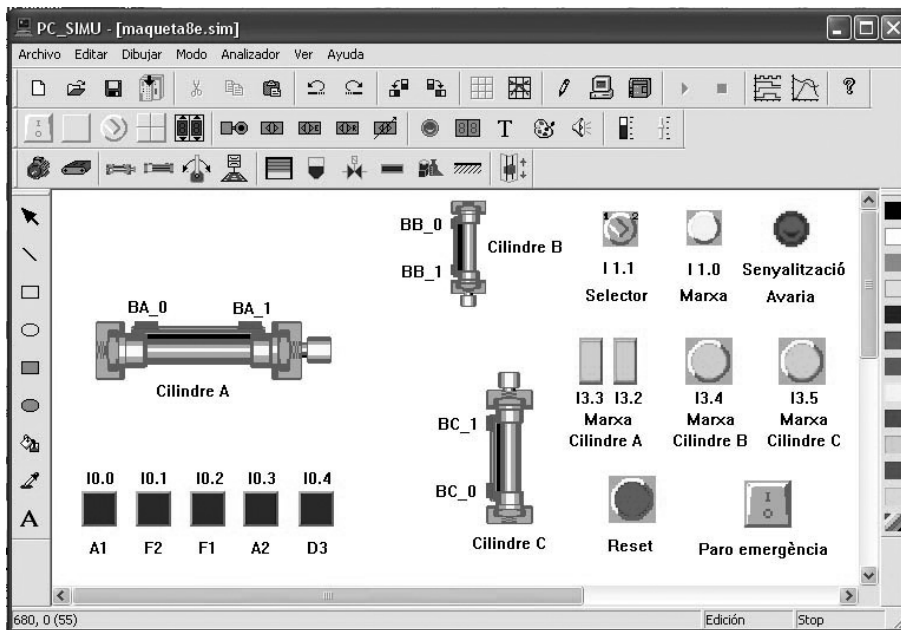 PC_SIMU - [maqueta8e.sim]
Archivo Editar Dibujar Modo Analizador Ver Ayuda
T
A
BB_0
BB_1
Cilindre B
1 2
I 1.1
Selector
I 1.0
Marxa
Senyalització
Avaria
BA_0 BA_1
Cilindre A
BC_1
BC_0
Cilindre C
I3.3 I3.2
Marxa
Cilindre A
I3.4
Marxa
Cilindre B
I3.5
Marxa
Cilindre C
I0.0 I0.1 I0.2 I0.3 I0.4
A1 F2 F1 A2 D3
Reset
I
O
Paro emergència
680, 0 (55) Edición Stop